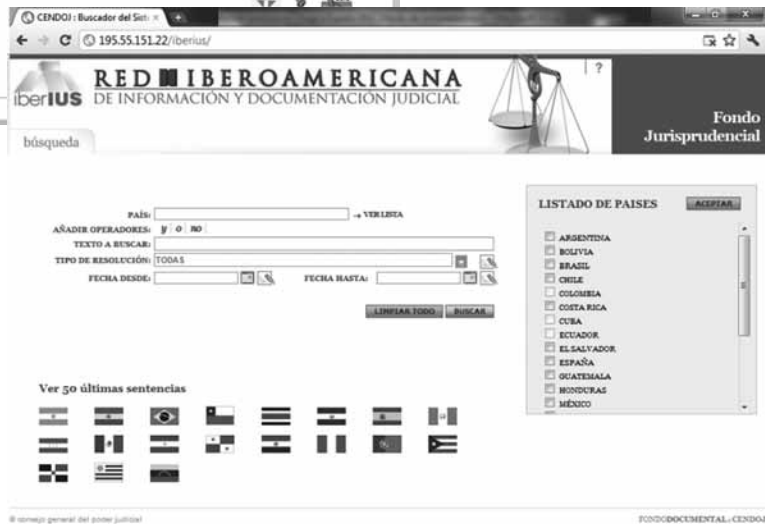 CENDOJ : Buscador del Siste
195.55.151.22/iberius/
iberIUS
RED IBEROAMERICANA
DE INFORMACIÓN Y DOCUMENTACIÓN JUDICIAL
?
Fondo
Jurisprudencial
búsqueda
PAÍS:
→ VER LISTA
AÑADIR OPERADORES: y o no
TEXTO A BUSCAR:
TIPO DE RESOLUCIÓN: TODAS
FECHA DESDE: FECHA HASTA:
LIMPIAR TODO BUSCAR
LISTADO DE PAISES ACEPTAR
ARGENTINA
BOLIVIA
BRASIL
CHILE
COLOMBIA
COSTA RICA
CUBA
ECUADOR
EL SALVADOR
ESPAÑA
GUATEMALA
HONDURAS
MÉXICO
Ver 50 últimas sentencias
© consejo general del poder judicial
FONDO DOCUMENTAL: CENDOJ